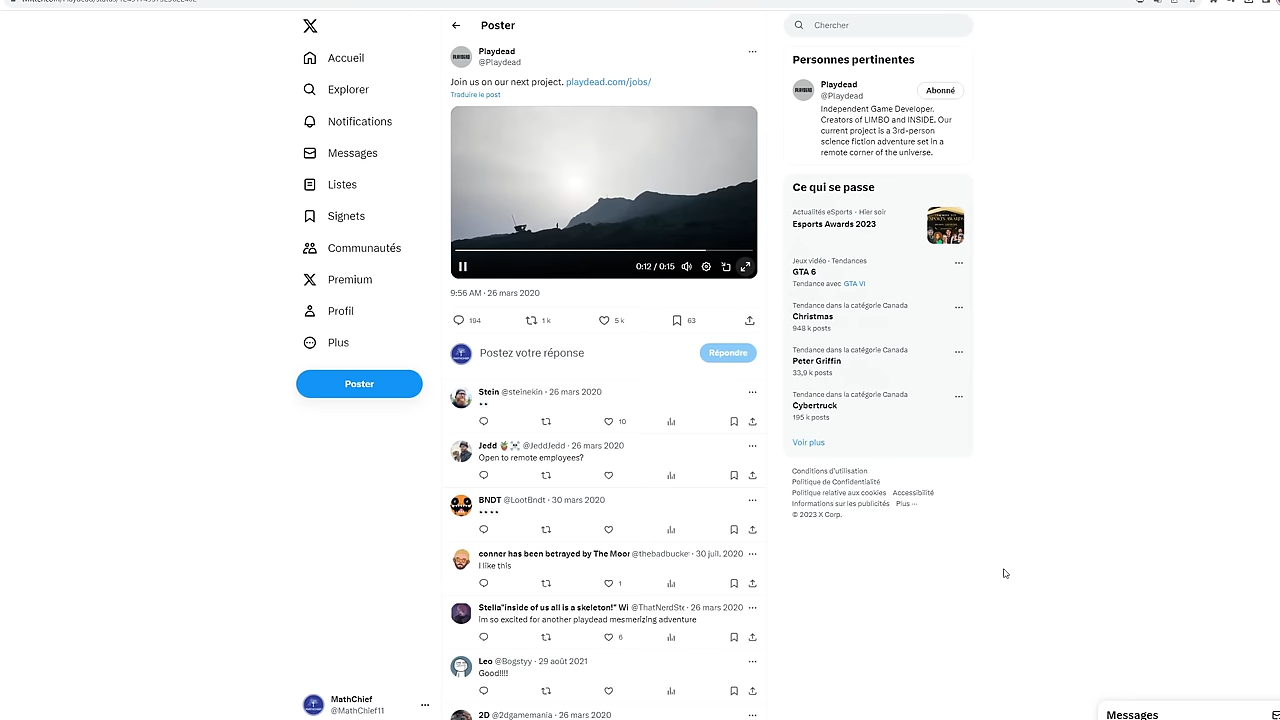 Accueil
Explorer
Notifications
Messages
Listes
Signets
Communautés
Premium
Profil
Plus
Poster
MathChief
@MathChief11
Poster
PLAYDEAD
Playdead
@Playdead
Join us on our next project. playdead.com/jobs/
Traduire le post
0:12 / 0:15
9:56 AM · 26 mars 2020
194
1 k
5 k
63
Postez votre réponse
Répondre
Stein @steinekin · 26 mars 2020
👀
10
Jedd @JeddJedd · 26 mars 2020
Open to remote employees?
BNDT @LootBndt · 30 mars 2020
conner has been betrayed by The Moor @thebadbucke · 30 juil. 2020
I like this
1
Stella"inside of us all is a skeleton!" Wi @ThatNerdSte · 26 mars 2020
Im so excited for another playdead mesmerizing adventure
6
Leo @Bogstyy · 29 août 2021
Good!!!!
2D @2dgamemania · 26 mars 2020
Chercher
Personnes pertinentes
PLAYDEAD
Playdead
@Playdead
Abonné
Independent Game Developer.
Creators of LIMBO and INSIDE. Our
current project is a 3rd-person
science fiction adventure set in a
remote corner of the universe.
Ce qui se passe
Actualités eSports · Hier soir
Esports Awards 2023
Jeux vidéo · Tendances
GTA 6
Tendance avec GTA VI
Tendance dans la catégorie Canada
Christmas
948 k posts
Tendance dans la catégorie Canada
Peter Griffin
33,9 k posts
Tendance dans la catégorie Canada
Cybertruck
195 k posts
Voir plus
Conditions d'utilisation
Politique de Confidentialité
Politique relative aux cookies Accessibilité
Informations sur les publicités Plus ···
© 2023 X Corp.
Messages